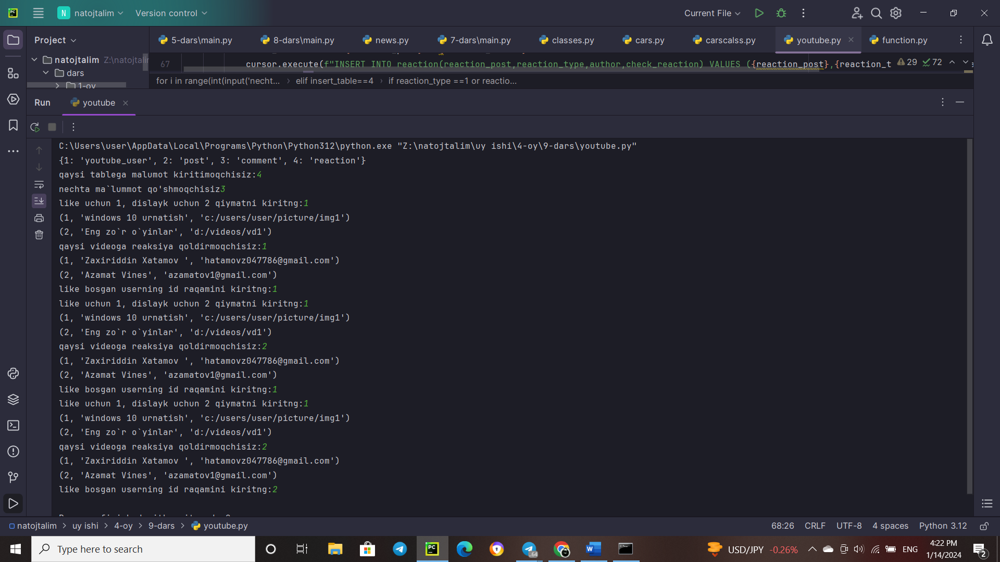 PC
N natojtalim Version control Current File
Project
5-dars\main.py 8-dars\main.py news.py 7-dars\main.py classes.py cars.py carscalss.py youtube.py function.py
natojtalim Z:\natojtalim
dars
1-oy
67 cursor.execute(f"INSERT INTO reaction(reaction_post,reaction_type,author,check_reaction) VALUES ({reaction_post},{reaction_t 29 72
for i in range(int(input('necht... elif insert_table==4 if reaction_type ==1 or reactio...
Run youtube
C:\Users\user\AppData\Local\Programs\Python\Python312\python.exe "Z:\natojtalim\uy ishi\4-oy\9-dars\youtube.py"
{1: 'youtube_user', 2: 'post', 3: 'comment', 4: 'reaction'}
qaysi tablega malumot kiritimoqchisiz:4
nechta ma`lummot qo'shmoqchisiz3
like uchun 1, dislayk uchun 2 qiymatni kiritng:1
(1, 'windows 10 urnatish', 'c:/users/user/picture/img1')
(2, 'Eng zo`r o`yinlar', 'd:/videos/vd1')
qaysi videoga reaksiya qoldirmoqchisiz:1
(1, 'Zaxiriddin Xatamov ', 'hatamovz047786@gmail.com')
(2, 'Azamat Vines', 'azamatov1@gmail.com')
like bosgan userning id raqamini kiritng:1
like uchun 1, dislayk uchun 2 qiymatni kiritng:1
(1, 'windows 10 urnatish', 'c:/users/user/picture/img1')
(2, 'Eng zo`r o`yinlar', 'd:/videos/vd1')
qaysi videoga reaksiya qoldirmoqchisiz:2
(1, 'Zaxiriddin Xatamov ', 'hatamovz047786@gmail.com')
(2, 'Azamat Vines', 'azamatov1@gmail.com')
like bosgan userning id raqamini kiritng:1
like uchun 1, dislayk uchun 2 qiymatni kiritng:1
(1, 'windows 10 urnatish', 'c:/users/user/picture/img1')
(2, 'Eng zo`r o`yinlar', 'd:/videos/vd1')
qaysi videoga reaksiya qoldirmoqchisiz:2
(1, 'Zaxiriddin Xatamov ', 'hatamovz047786@gmail.com')
(2, 'Azamat Vines', 'azamatov1@gmail.com')
like bosgan userning id raqamini kiritng:2
natojtalim > uy ishi > 4-oy > 9-dars > youtube.py 68:26 CRLF UTF-8 4 spaces Python 3.12
Type here to search PC 64 W USD/JPY -0.26% ENG 4:22 PM
1/14/2024 2